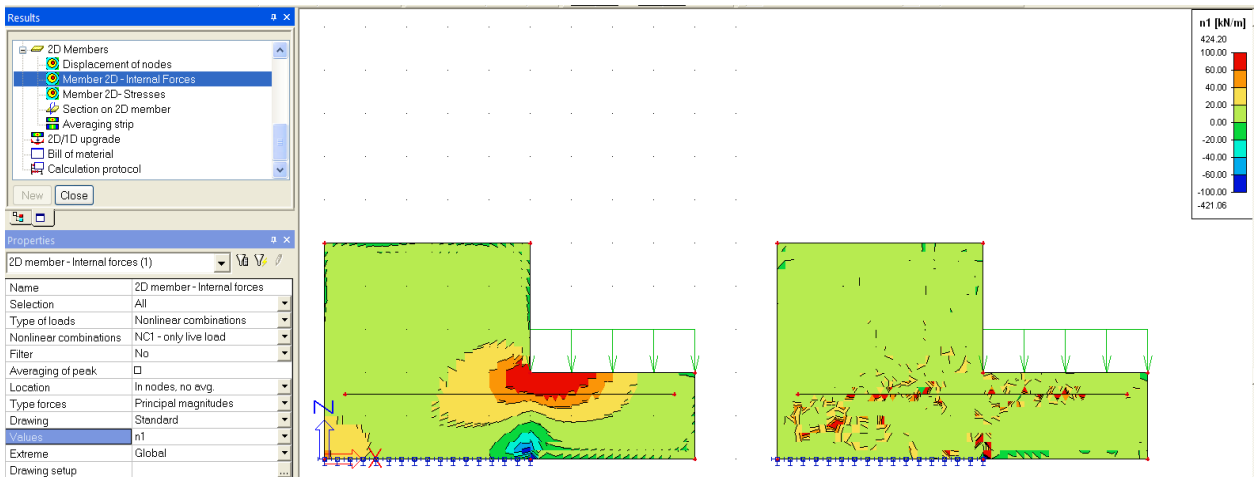 Results
2D Members
Displacement of nodes
Member 2D - Internal Forces
Member 2D- Stresses
Section on 2D member
Averaging strip
2D/1D upgrade
Bill of material
Calculation protocol
New Close
Properties
2D member - Internal forces (1)
Name 2D member - Internal forces
Selection All
Type of loads Nonlinear combinations
Nonlinear combinations NC1 - only live load
Filter No
Averaging of peak
Location In nodes, no avg.
Type forces Principal magnitudes
Drawing Standard
Values n1
Extreme Global
Drawing setup ...
Z
X
n1 [kN/m]
424.20
100.00
60.00
40.00
20.00
0.00
-20.00
-40.00
-60.00
-100.00
-421.06